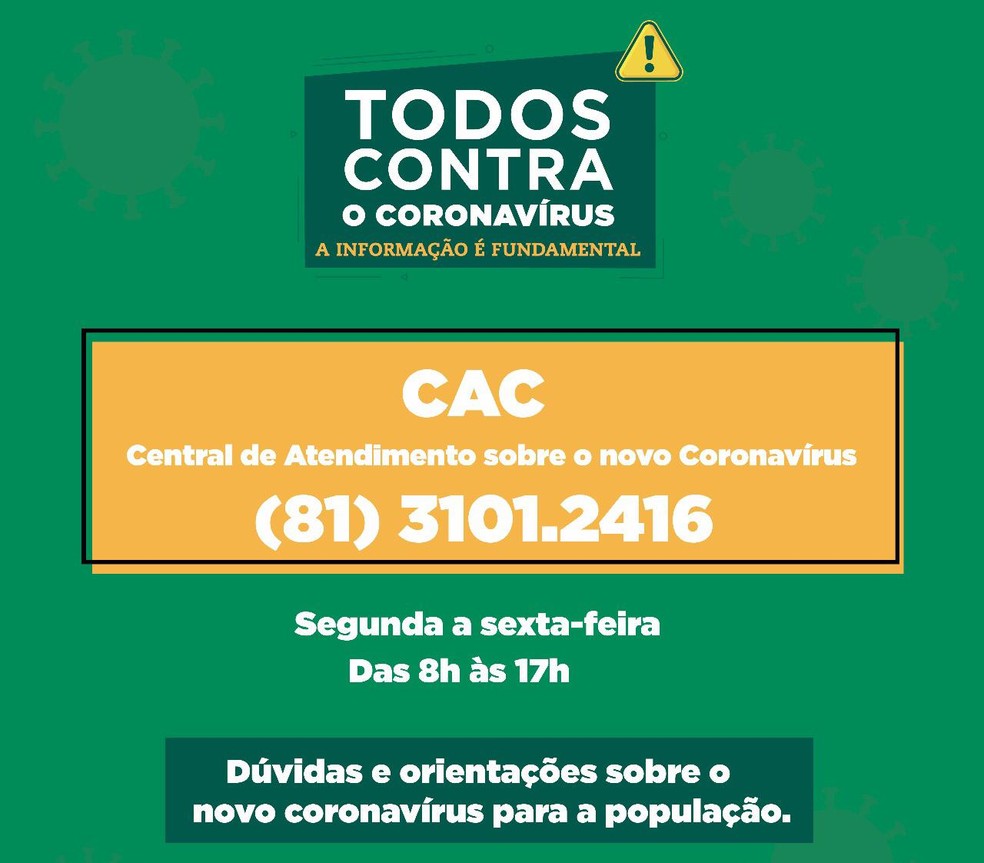 TODOS
CONTRA
O CORONAVÍRUS
A INFORMAÇÃO É FUNDAMENTAL
CAC
Central de Atendimento sobre o novo Coronavírus
(81) 3101.2416
Segunda a sexta-feira
Das 8h às 17h
Dúvidas e orientações sobre o
novo coronavírus para a população.